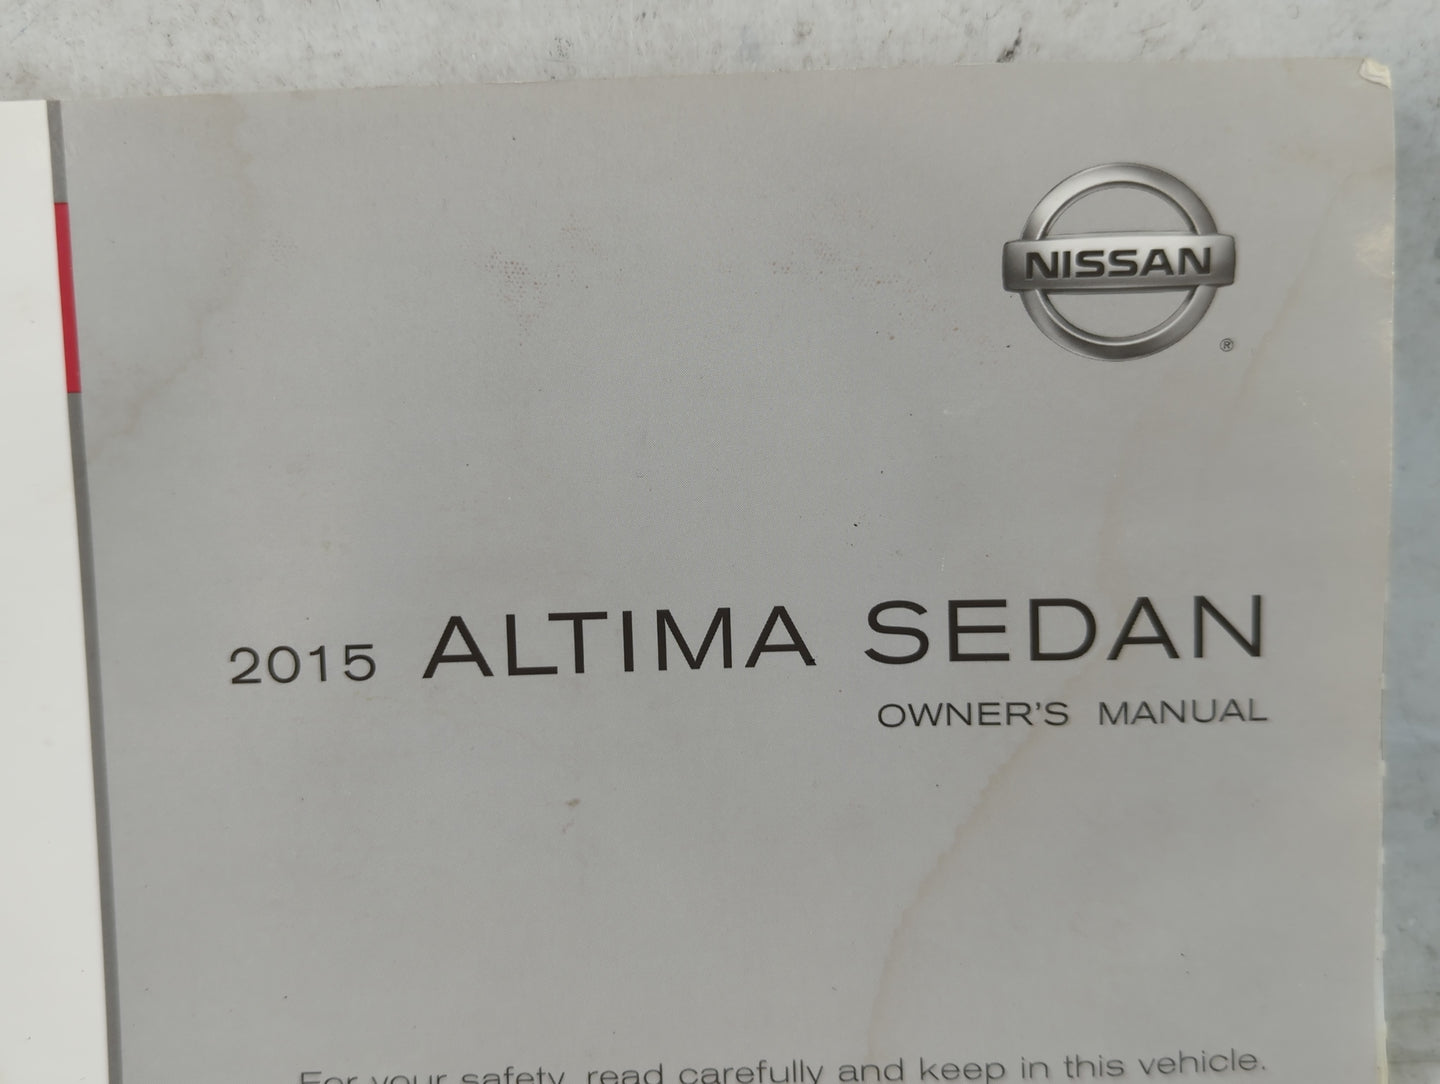 NISSAN
®
2015 ALTIMA SEDAN
OWNER'S MANUAL
For your safety, read carefully and keep in this vehicle.